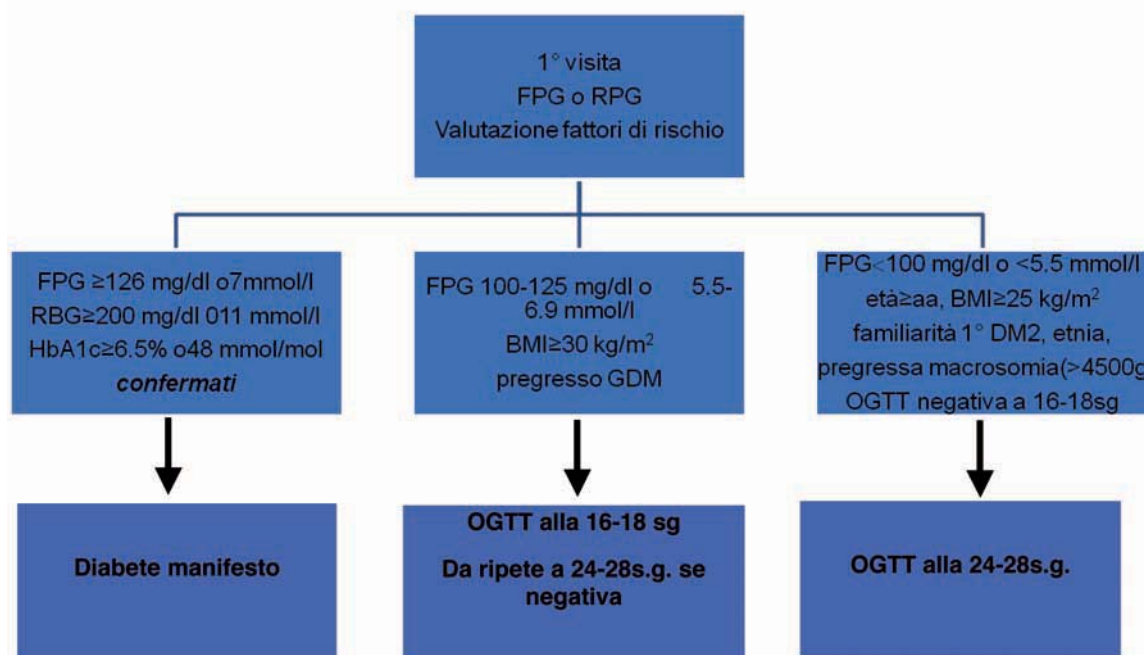 1° visita
FPG o RPG
Valutazione fattori di rischio
FPG ≥126 mg/dl o7mmol/l
RBG≥200 mg/dl 011 mmol/l
HbA1c≥6.5% o48 mmol/mol
confermati
FPG 100-125 mg/dl o 5.5-
6.9 mmol/l
BMI≥30 kg/m²
pregresso GDM
FPG<100 mg/dl o <5.5 mmol/l
età≥aa, BMI≥25 kg/m²
familiarità 1° DM2, etnia,
pregressa macrosomia(>4500g
OGTT negativa a 16-18sg
Diabete manifesto
OGTT alla 16-18 sg
Da ripete a 24-28s.g. se
negativa
OGTT alla 24-28s.g.